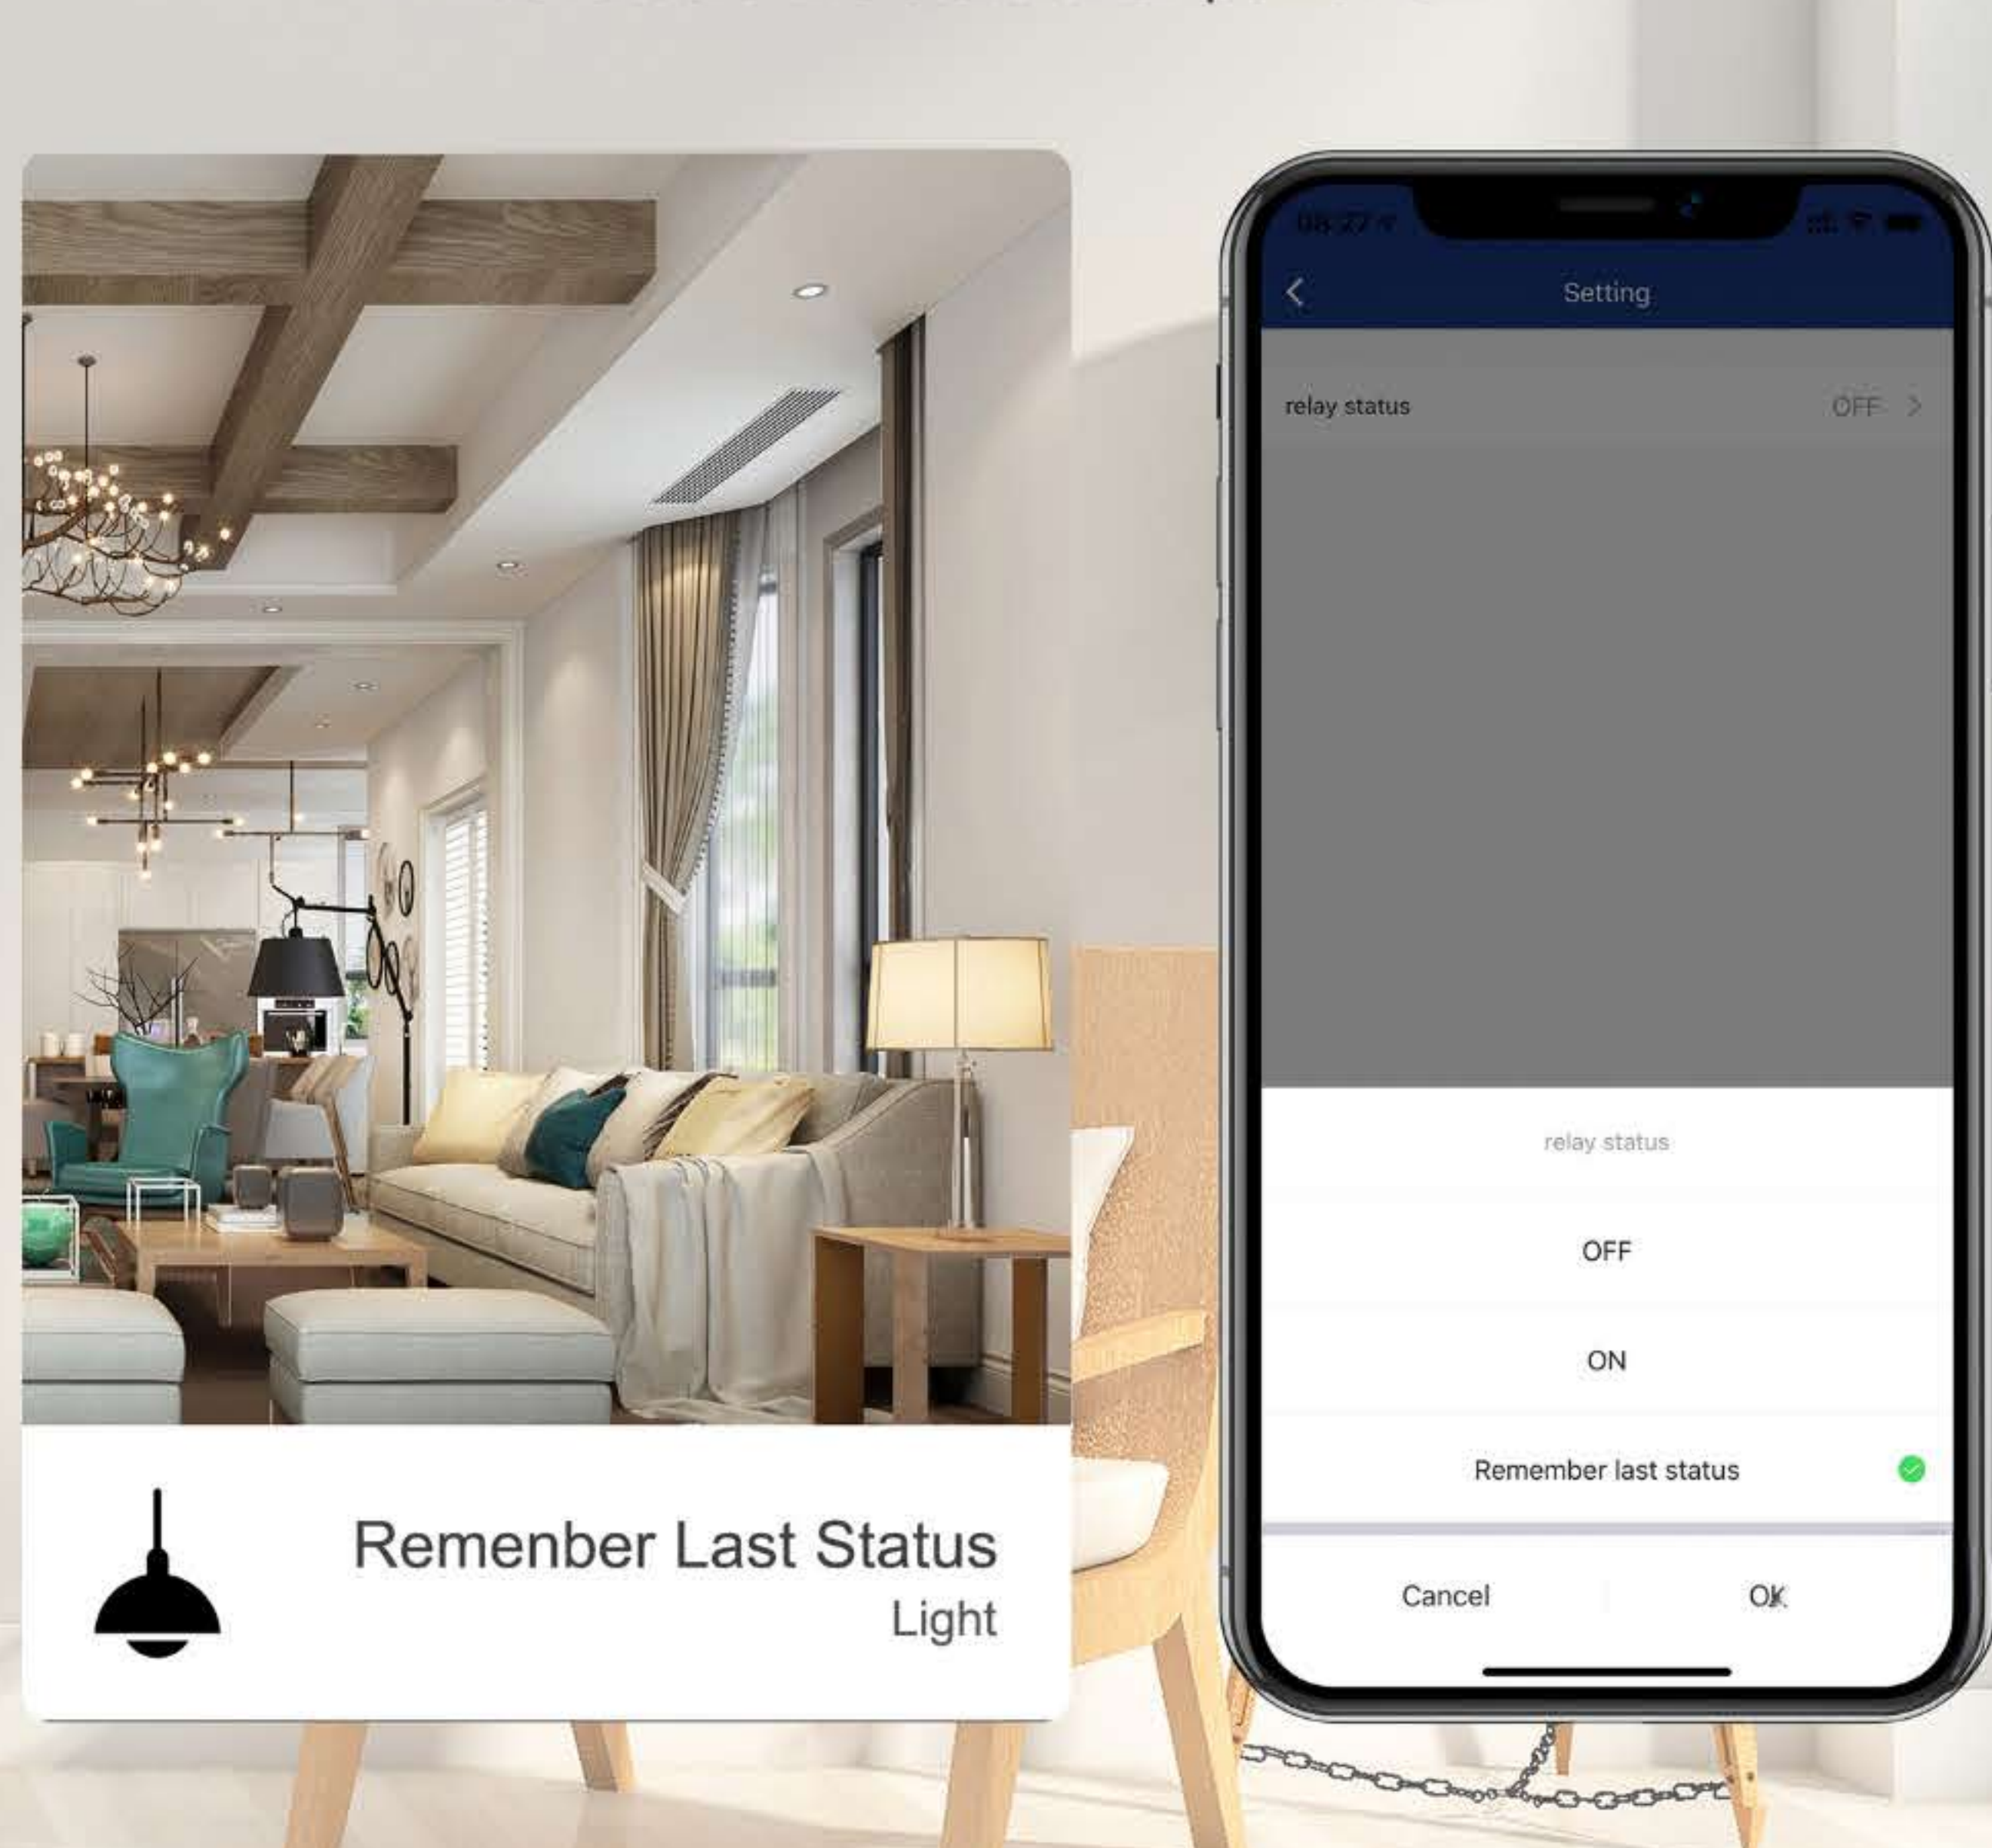 Setting
relay status
OFF
relay status
OFF
ON
Remember last status
Cancel
OK
Remenber Last Status
Light